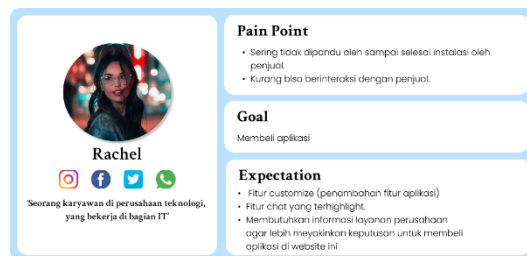 Rachel
"Seorang karyawan di perusahaan teknologi,
yang bekerja di bagian IT"
Pain Point
• Sering tidak dipandu oleh sampai selesai instalasi oleh
penjual.
• Kurang bisa berinteraksi dengan penjual.
Goal
Membeli aplikasi
Expectation
• Fitur customize (penambahan fitur aplikasi)
• Fitur chat yang terhighlight.
• Membutuhkan informasi layanan perusahaan
agar lebih meyakinkan keputusan untuk membeli
aplikasi di website ini